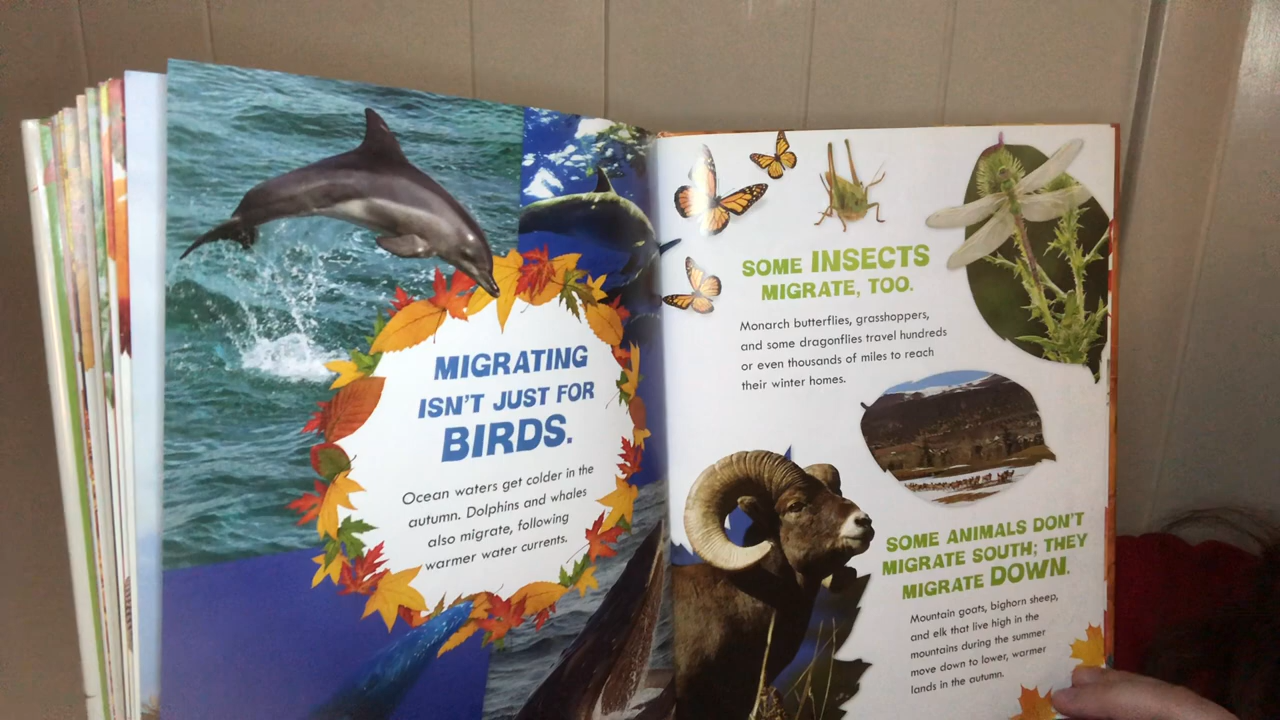 MIGRATING
ISN'T JUST FOR
BIRDS.
Ocean waters get colder in the
autumn. Dolphins and whales
also migrate, following
warmer water currents.
SOME INSECTS
MIGRATE, TOO.
Monarch butterflies, grasshoppers,
and some dragonflies travel hundreds
or even thousands of miles to reach
their winter homes.
SOME ANIMALS DON'T
MIGRATE SOUTH; THEY
MIGRATE DOWN.
Mountain goats, bighorn sheep,
and elk that live high in the
mountains during the summer
move down to lower, warmer
lands in the autumn.